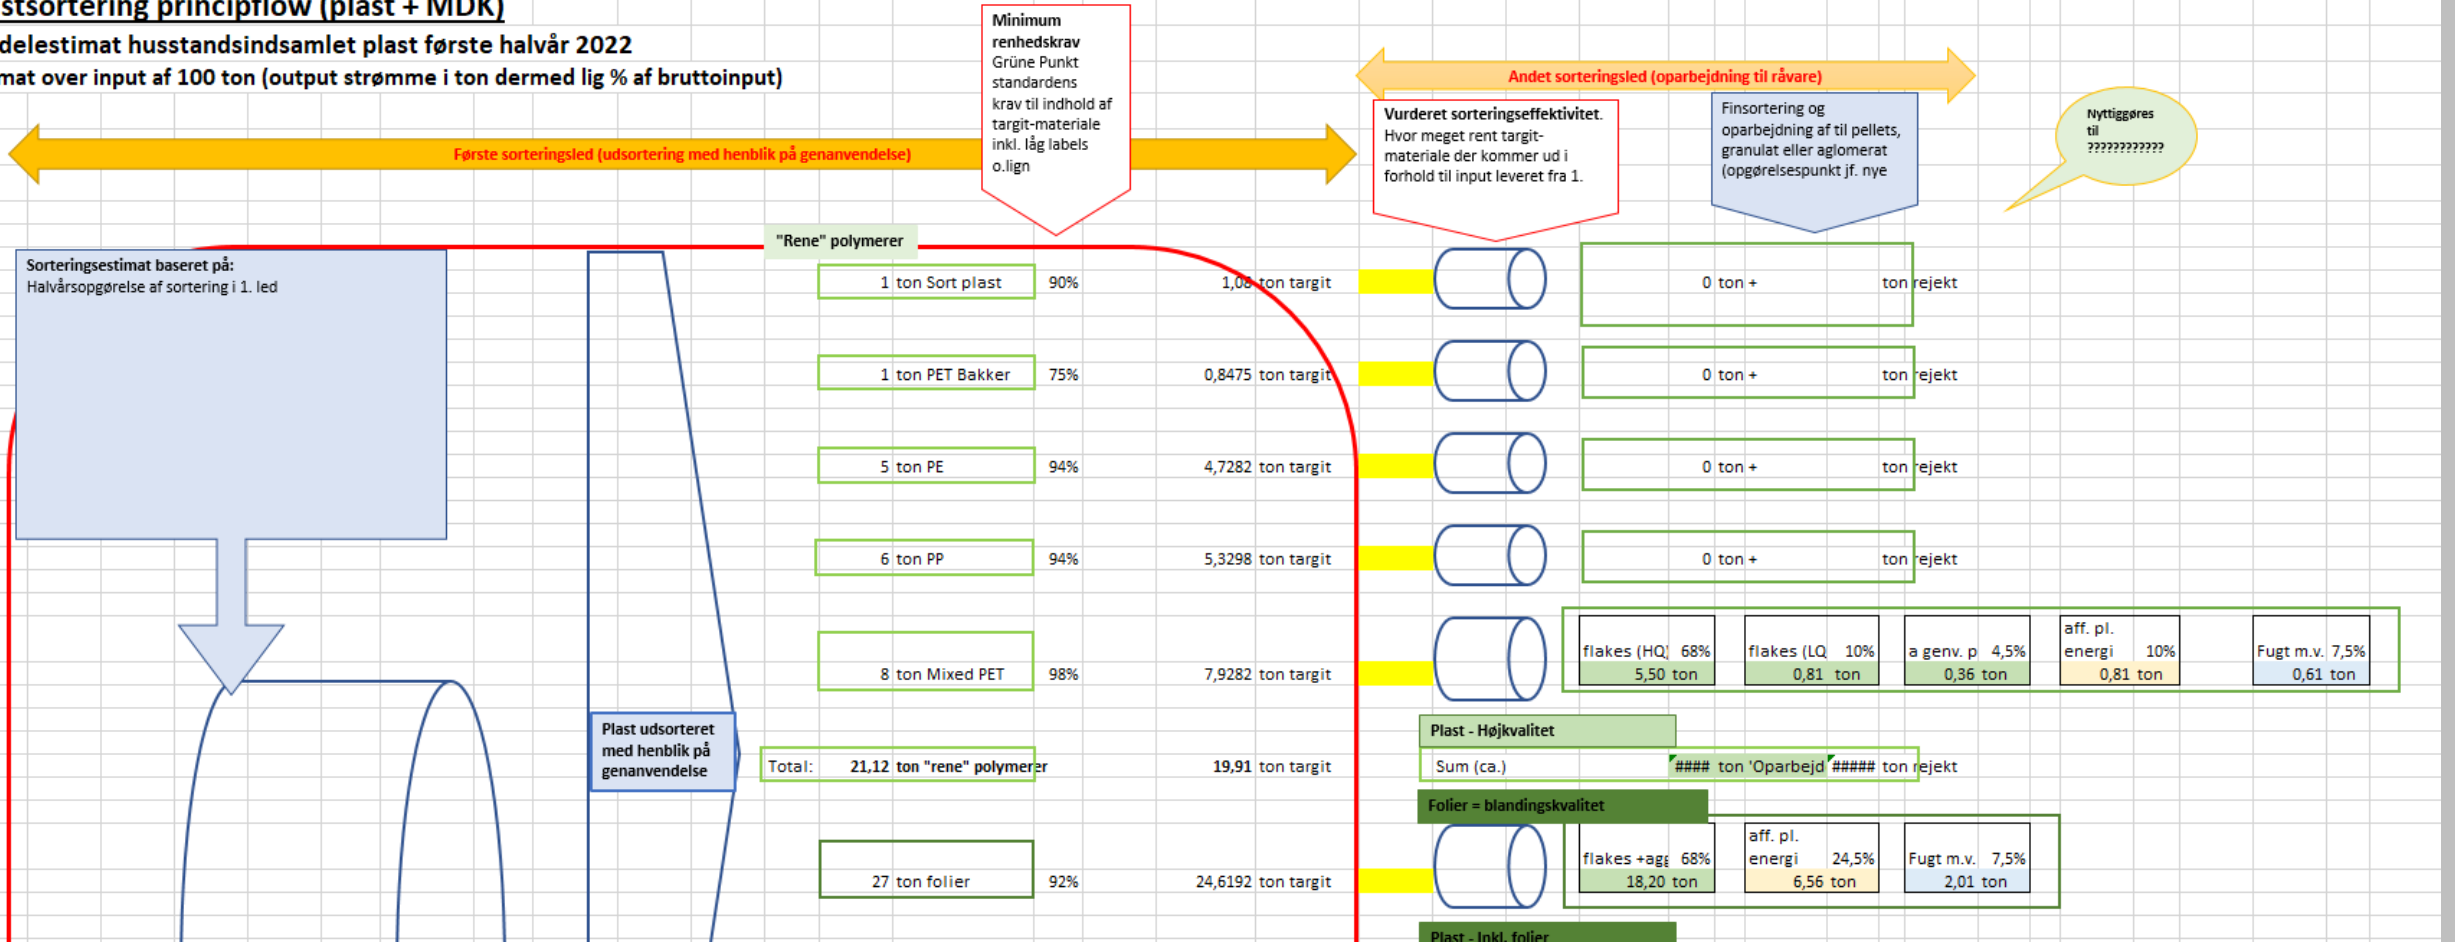 stsortering principflow (plast + MDK)
delestimat husstandsindsamlet plast første halvår 2022
mat over input af 100 ton (output strømme i ton dermed lig % af bruttoinput)
Første sorteringsled (udsortering med henblik på genanvendelse)
Minimum
renhedskrav
Grüne Punkt
standardens
krav til indhold af
targit-materiale
inkl. låg labels
o.lign
Andet sorteringsled (oparbejdning til råvare)
Vurderet sorteringseffektivitet.
Hvor meget rent targit-
materiale der kommer ud i
forhold til input leveret fra 1.
Finsortering og
oparbejdning af til pellets,
granulat eller aglomerat
(opgørelsespunkt jf. nye
Nyttiggøres
til
????????????
Sorteringsestimat baseret på:
Halvårsopgørelse af sortering i 1. led
"Rene" polymerer
1 ton Sort plast 90% 1,08 ton targit 0 ton + ton rejekt
1 ton PET Bakker 75% 0,8475 ton targit 0 ton + ton rejekt
5 ton PE 94% 4,7282 ton targit 0 ton + ton rejekt
6 ton PP 94% 5,3298 ton targit 0 ton + ton rejekt
aff. pl.
flakes (HQ) 68% flakes (LQ 10% a genv. p 4,5% energi 10% Fugt m.v. 7,5%
8 ton Mixed PET 98% 7,9282 ton targit 5,50 ton 0,81 ton 0,36 ton 0,81 ton 0,61 ton
Plast udsorteret
med henblik på
genanvendelse
Plast - Højkvalitet
Total: 21,12 ton "rene" polymerer 19,91 ton targit Sum (ca.) #### ton 'Oparbejd ##### ton rejekt
Folier = blandingskvalitet
aff. pl.
flakes +agg 68% energi 24,5% Fugt m.v. 7,5%
27 ton folier 92% 24,6192 ton targit 18,20 ton 6,56 ton 2,01 ton
Plast - Inkl. folier